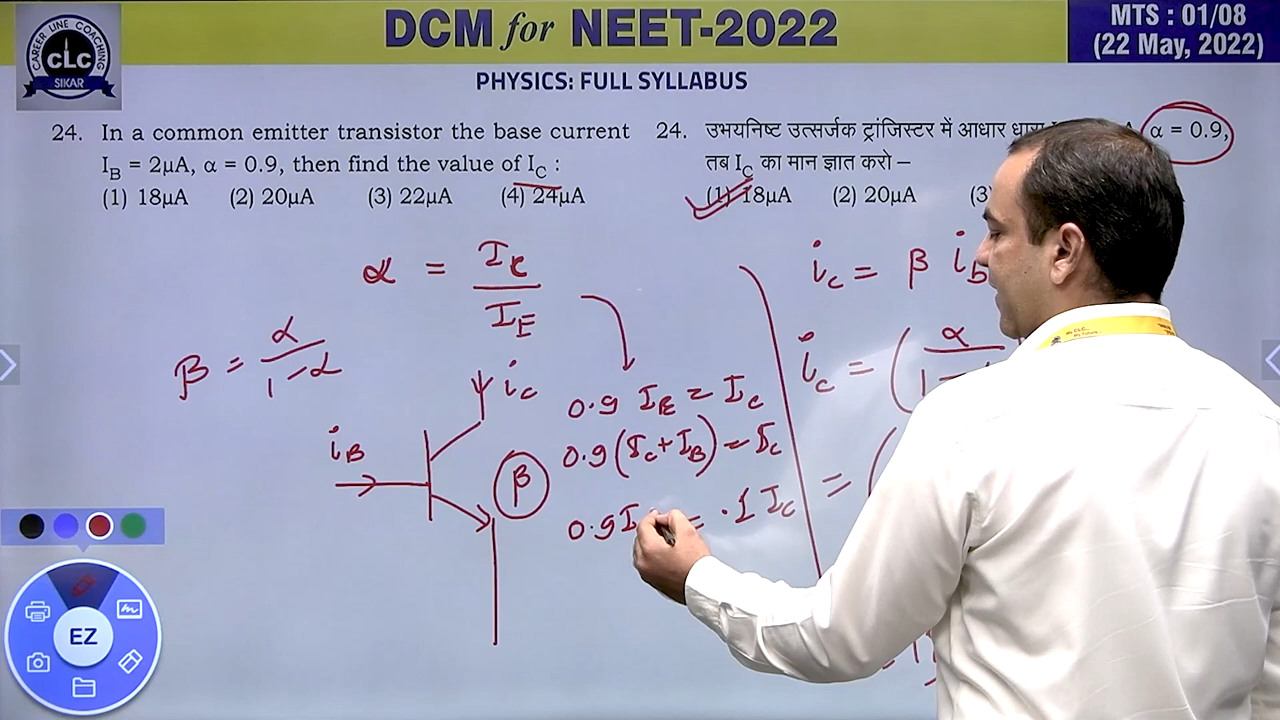 DCM for NEET-2022
MTS : 01/08
(22 May, 2022)
CAREER LINE COACHING
CLC
SIKAR
PHYSICS: FULL SYLLABUS
24. In a common emitter transistor the base current
I_B = 2µA, α = 0.9, then find the value of I_C :
(1) 18µA (2) 20µA (3) 22µA (4) 24µA
24. उभयनिष्ट उत्सर्जक ट्रांजिस्टर में आधार धारा α = 0.9,
तब I_C का मान ज्ञात करो –
(1) 18µA (2) 20µA (3)
α = I_C / I_E
β = α / 1-α
i_C
i_B
β
0.9 I_E = I_C
0.9(I_C + I_B) = I_C
0.9I = .1 I_C
i_C = β i_B
i_C = ( α / 1-
= (
EZ